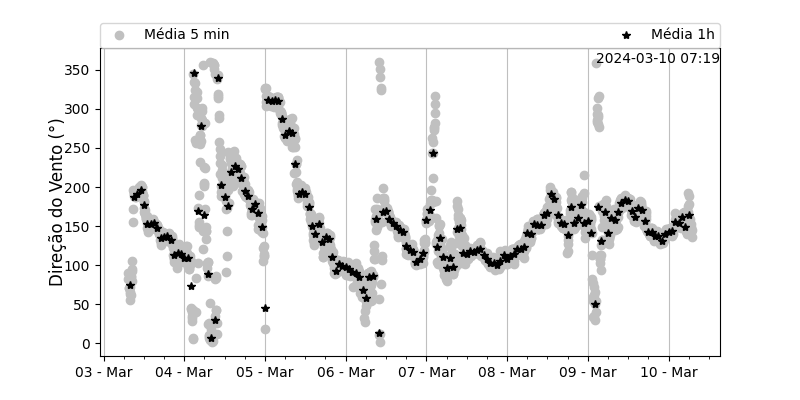 Média 5 min
Média 1h
2024-03-10 07:19
Direção do Vento (°)
350
300
250
200
150
100
50
0
03 - Mar
04 - Mar
05 - Mar
06 - Mar
07 - Mar
08 - Mar
09 - Mar
10 - Mar